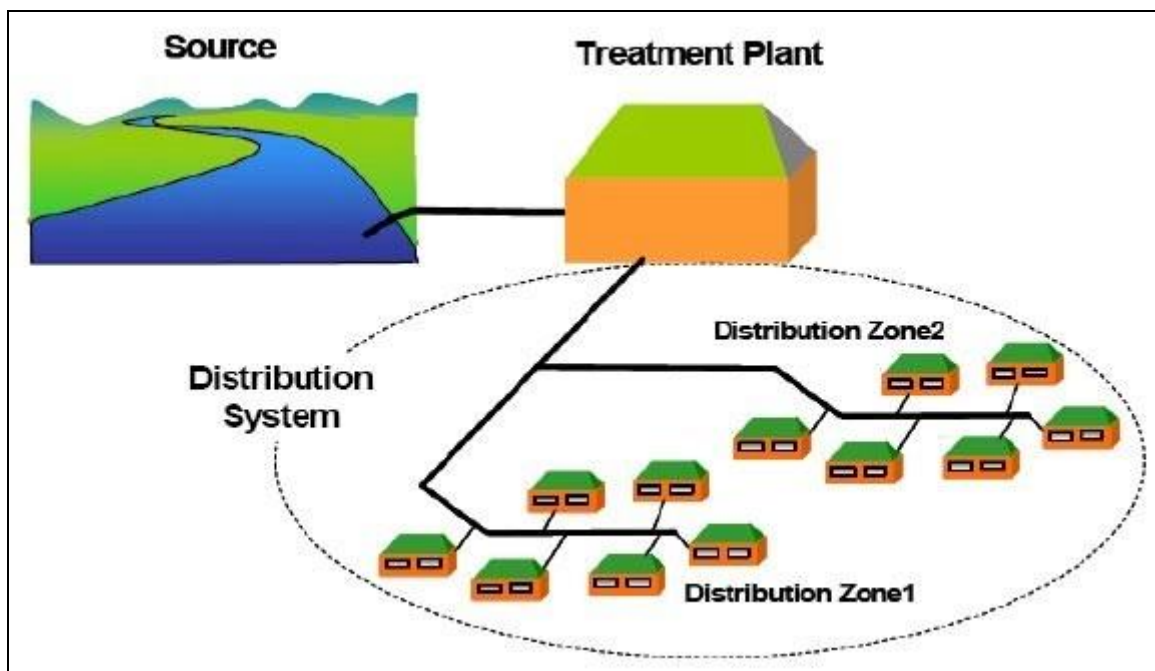 Source
Treatment Plant
Distribution Zone2
Distribution
System
Distribution Zone1